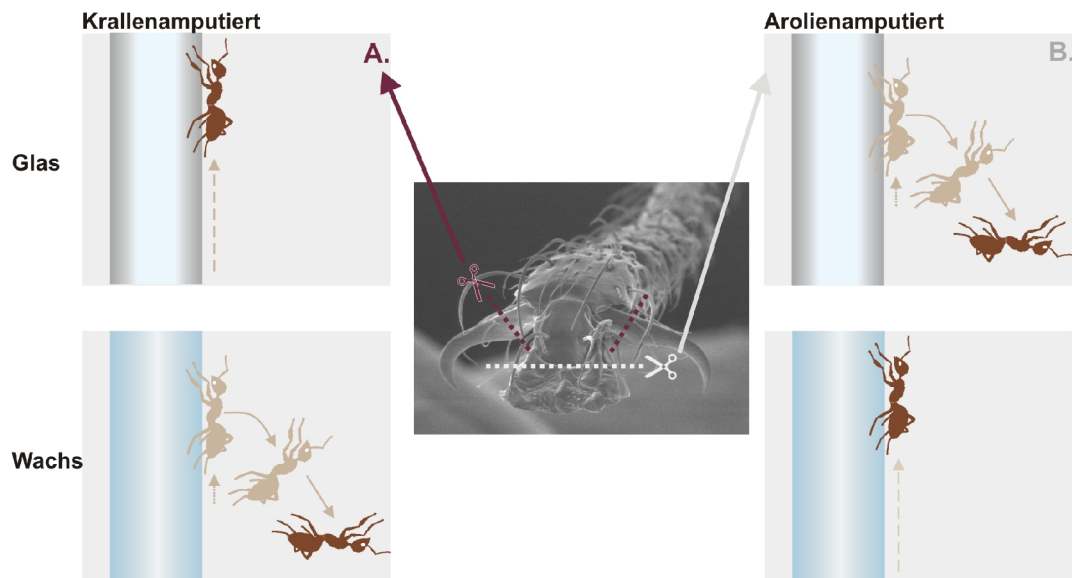 Krallenamputiert
Arolienamputiert
A.
B.
Glas
Wachs